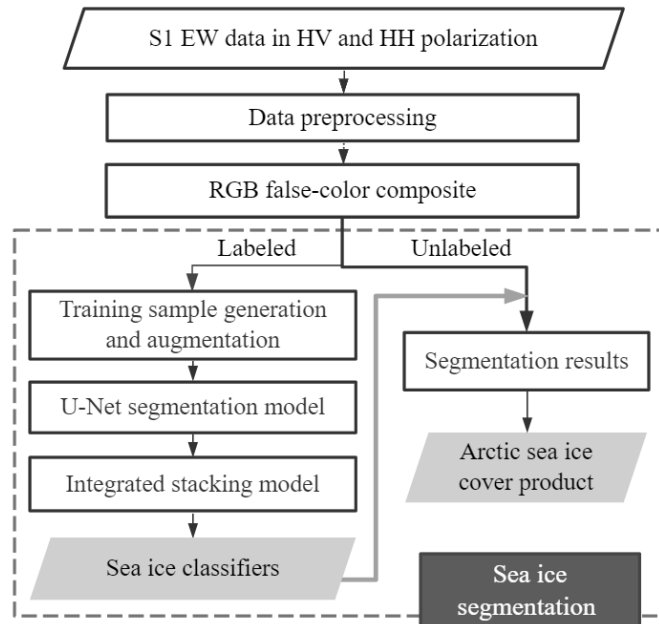 S1 EW data in HV and HH polarization
Data preprocessing
RGB false-color composite
Labeled
Unlabeled
Training sample generation
and augmentation
U-Net segmentation model
Integrated stacking model
Sea ice classifiers
Segmentation results
Arctic sea ice
cover product
Sea ice
segmentation